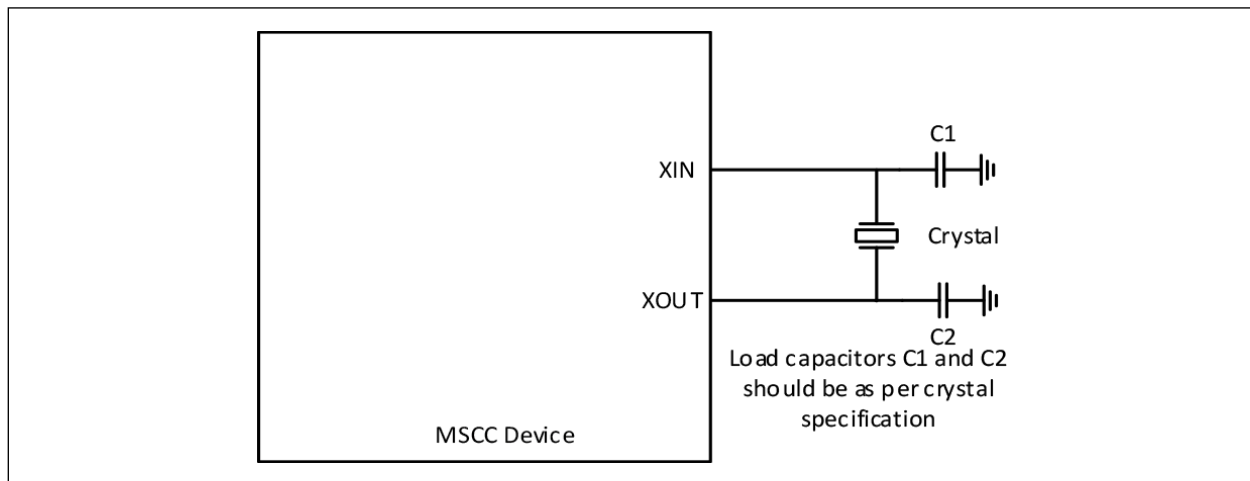 C1
XIN
Crystal
XOUT
C2
Load capacitors C1 and C2
should be as per crystal
specification
MSCC Device